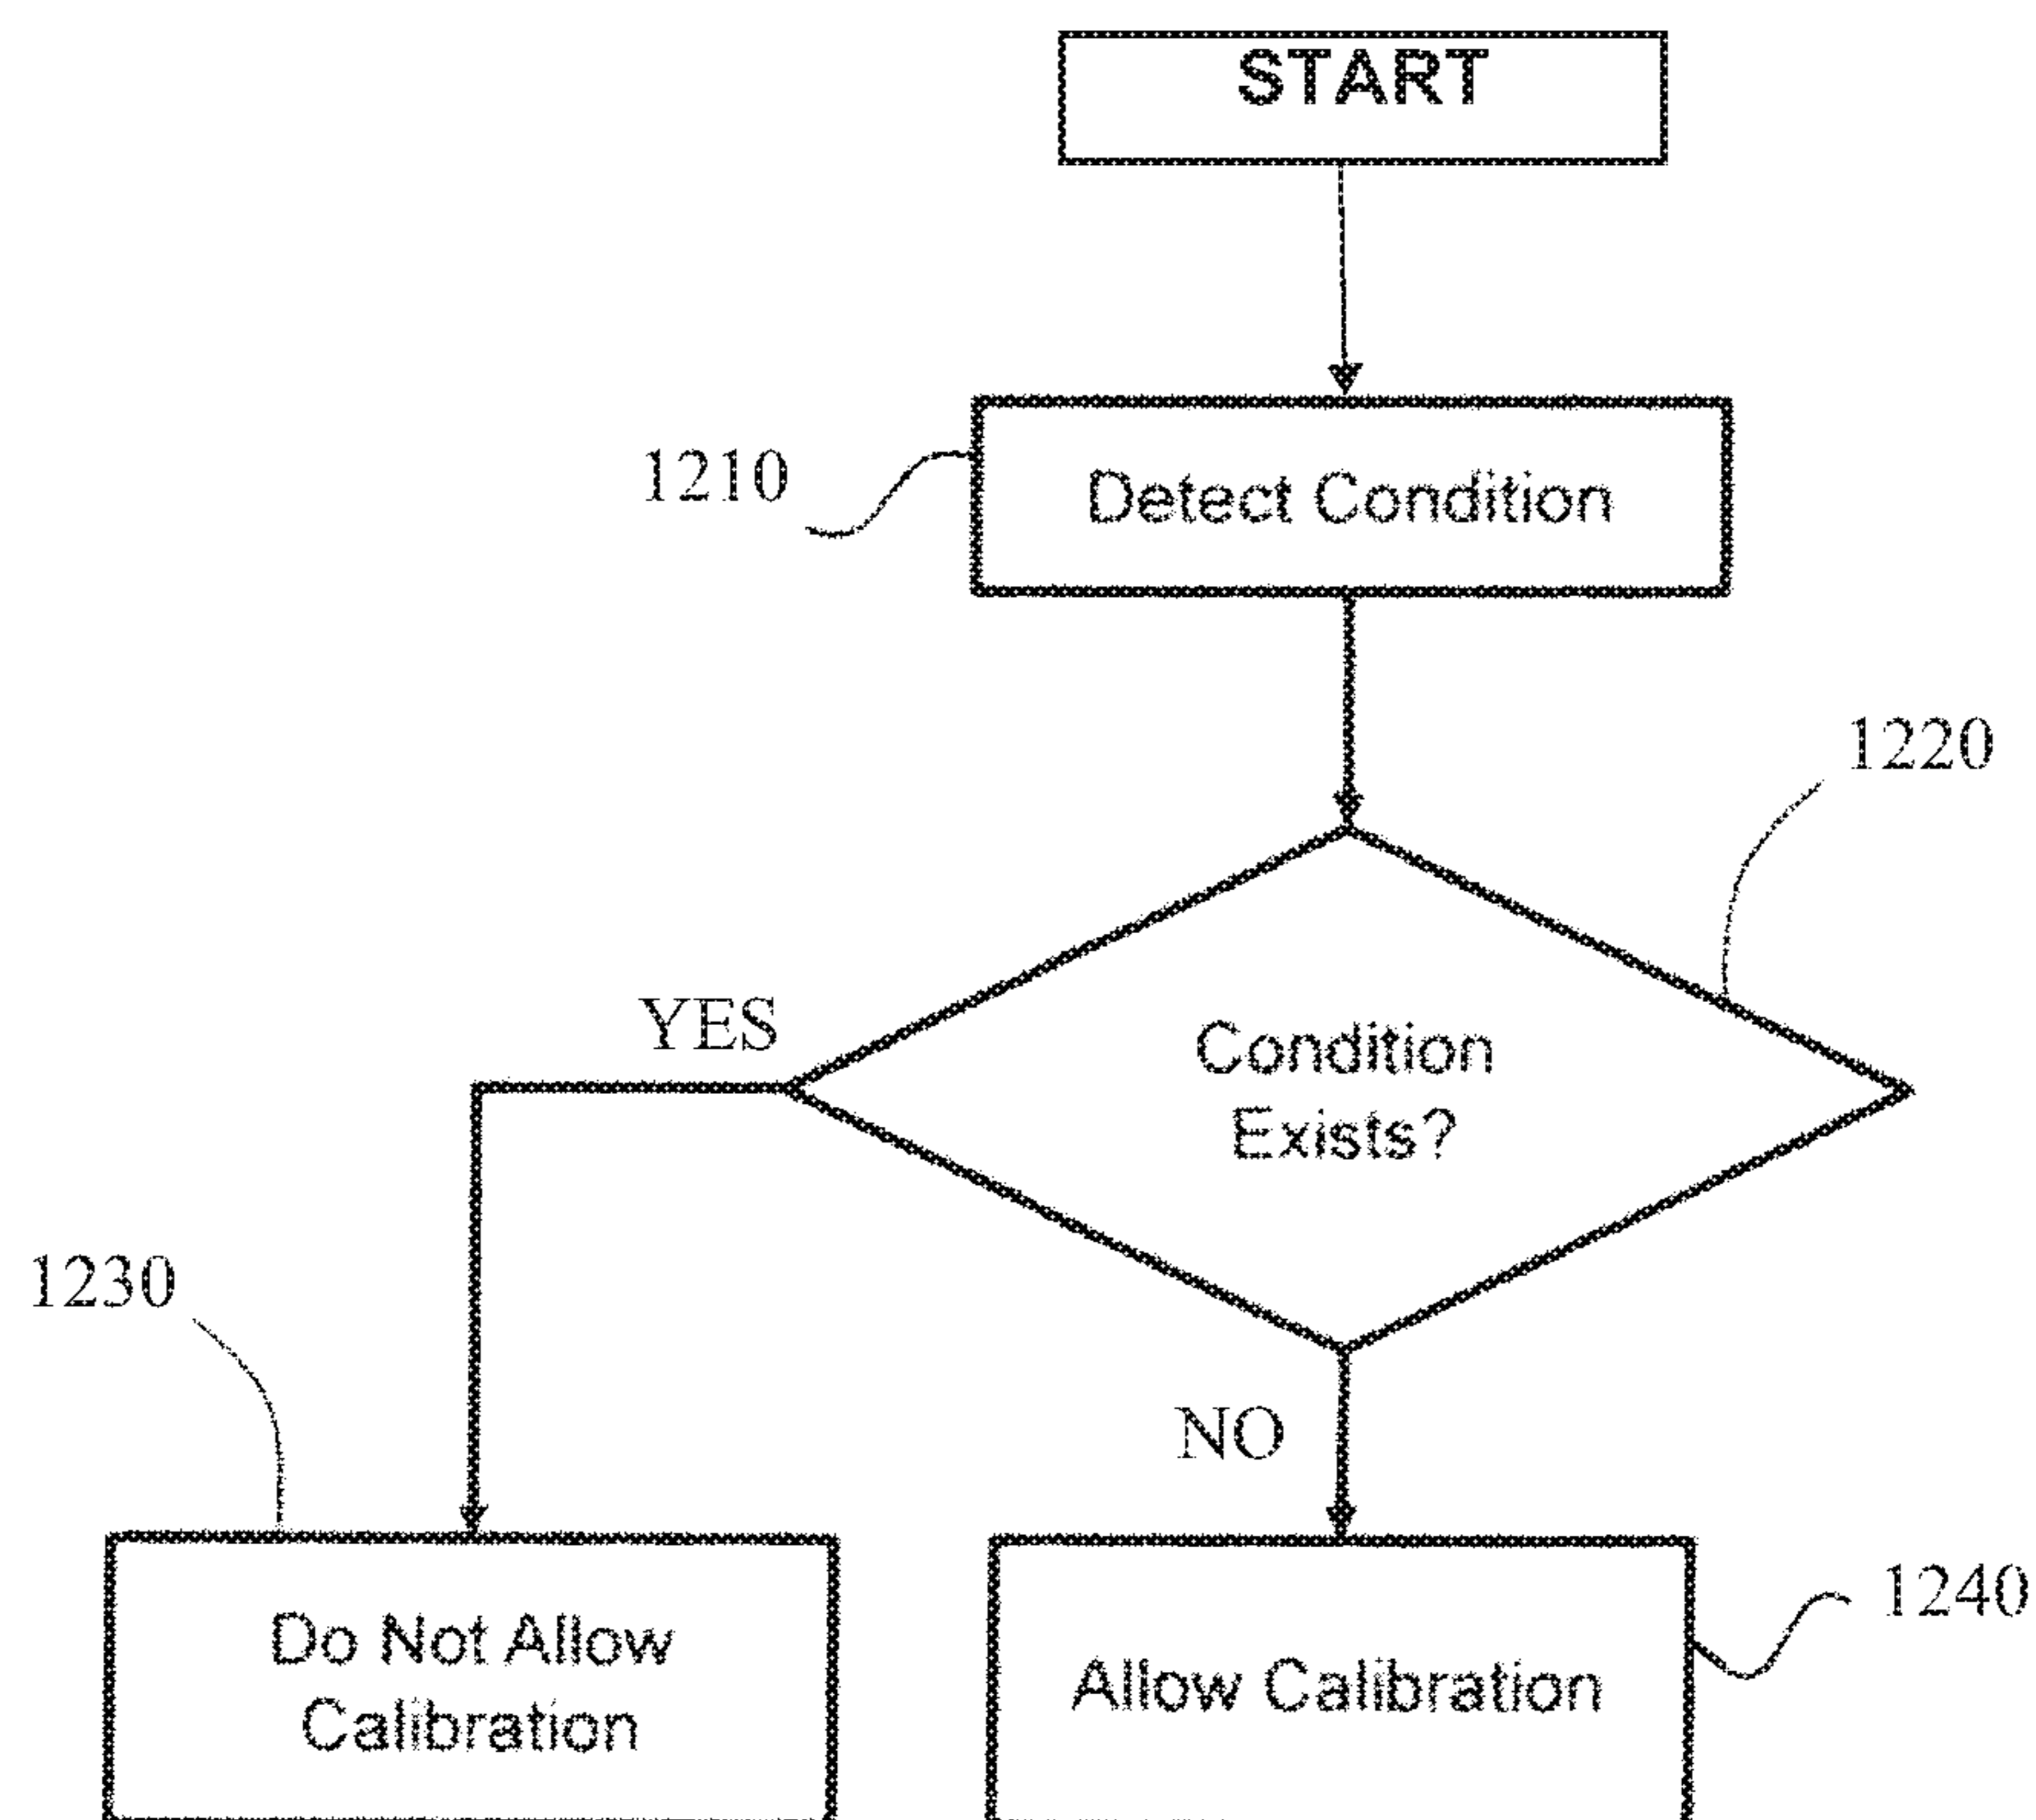 START
1210
Detect Condition
1220
YES
Condition
Exists?
1230
NO
Do Not Allow
Calibration
Allow Calibration
1240